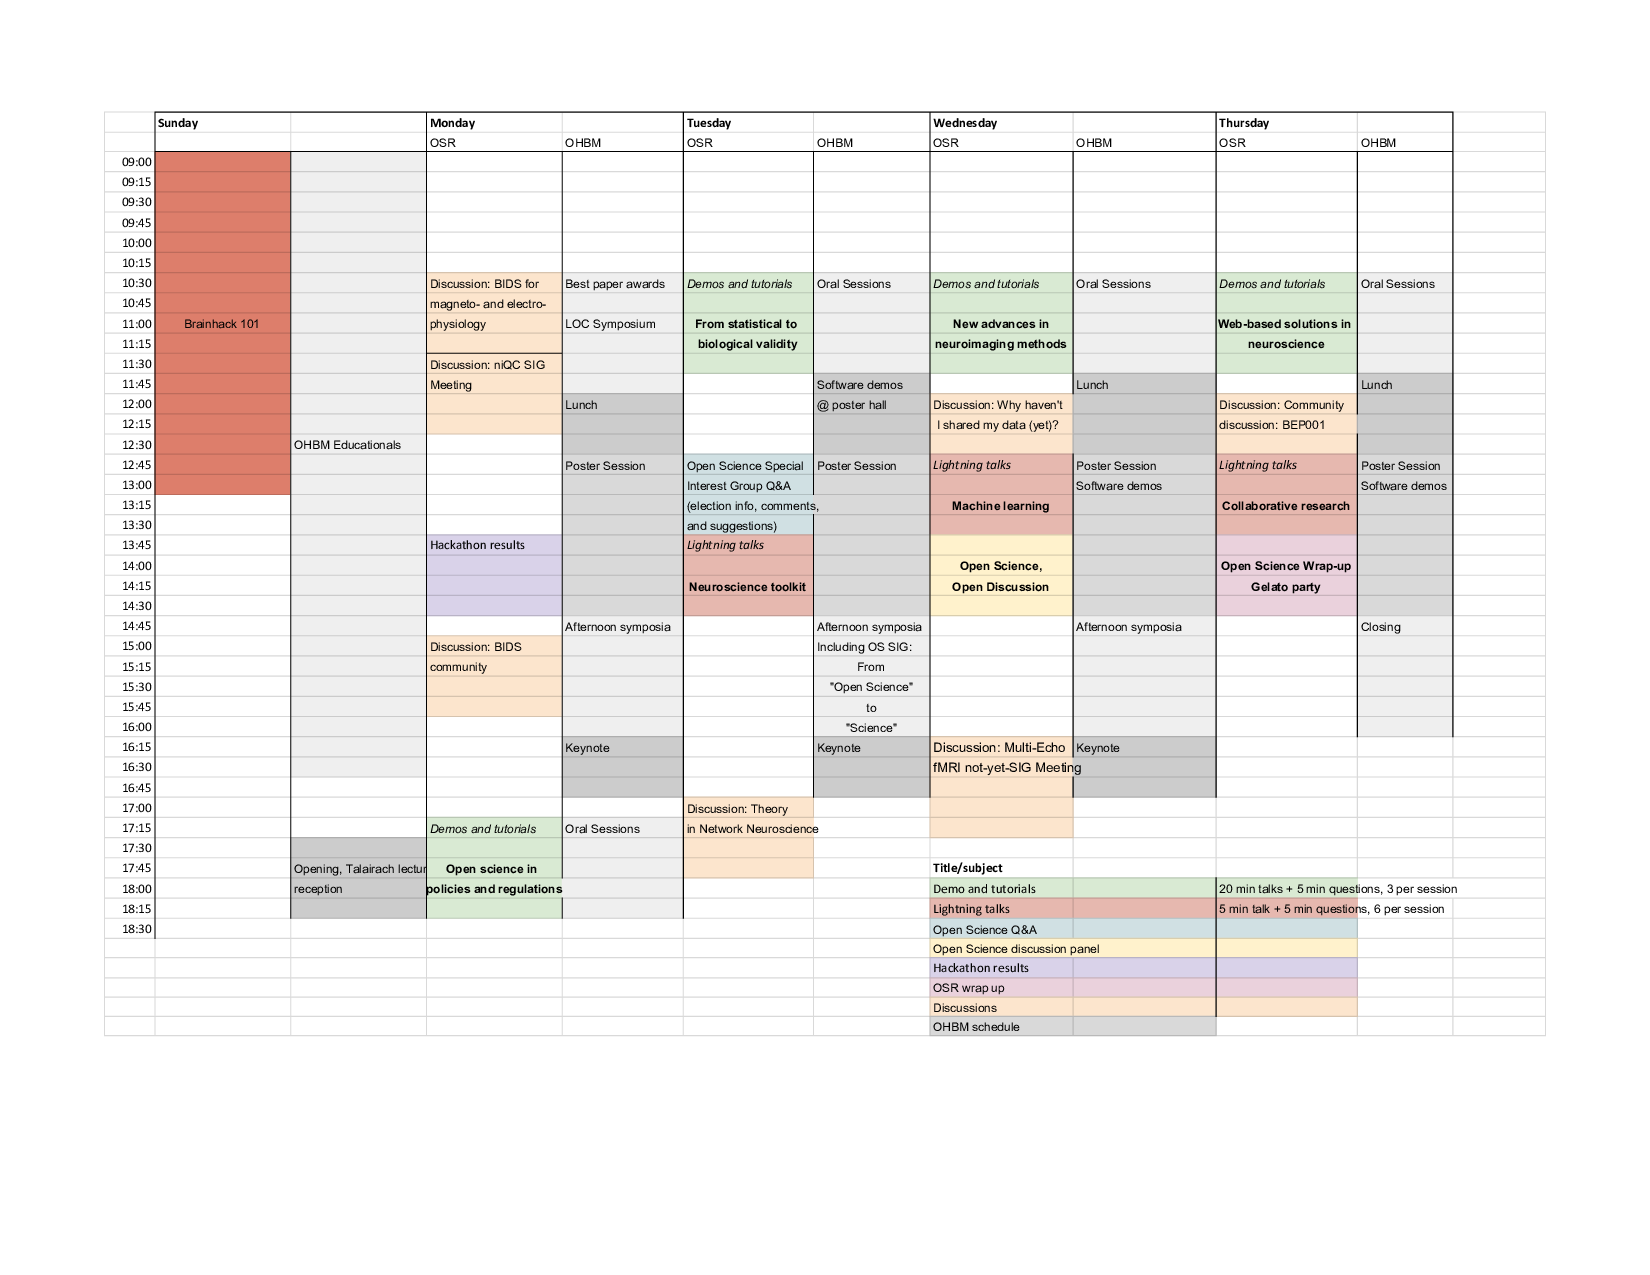 Sunday Monday Tuesday Wednesday Thursday
OSR OHBM OSR OHBM OSR OHBM OSR OHBM
09:00
09:15
09:30
09:45
10:00
10:15
10:30 Discussion: BIDS for Best paper awards Demos and tutorials Oral Sessions Demos and tutorials Oral Sessions Demos and tutorials Oral Sessions
10:45 magneto- and electro-
11:00 Brainhack 101 physiology LOC Symposium From statistical to New advances in Web-based solutions in
11:15 biological validity neuroimaging methods neuroscience
11:30 Discussion: niQC SIG
11:45 Meeting Software demos Lunch Lunch
12:00 Lunch @ poster hall Discussion: Why haven't Discussion: Community
12:15 I shared my data (yet)? discussion: BEP001
12:30 OHBM Educationals
12:45 Poster Session Open Science Special Poster Session Lightning talks Poster Session Lightning talks Poster Session
13:00 Interest Group Q&A Software demos Software demos
13:15 (election info, comments, Machine learning Collaborative research
13:30 and suggestions)
13:45 Hackathon results Lightning talks
14:00 Open Science, Open Science Wrap-up
14:15 Neuroscience toolkit Open Discussion Gelato party
14:30
14:45 Afternoon symposia Afternoon symposia Afternoon symposia Closing
15:00 Discussion: BIDS Including OS SIG:
15:15 community From
15:30 "Open Science"
15:45 to
16:00 "Science"
16:15 Keynote Keynote Discussion: Multi-Echo Keynote
16:30 fMRI not-yet-SIG Meeting
16:45
17:00 Discussion: Theory
17:15 Demos and tutorials Oral Sessions in Network Neuroscience
17:30
17:45 Opening, Talairach lectur Open science in Title/subject
18:00 reception policies and regulations Demo and tutorials 20 min talks + 5 min questions, 3 per session
18:15 Lightning talks 5 min talk + 5 min questions, 6 per session
18:30 Open Science Q&A
Open Science discussion panel
Hackathon results
OSR wrap up
Discussions
OHBM schedule